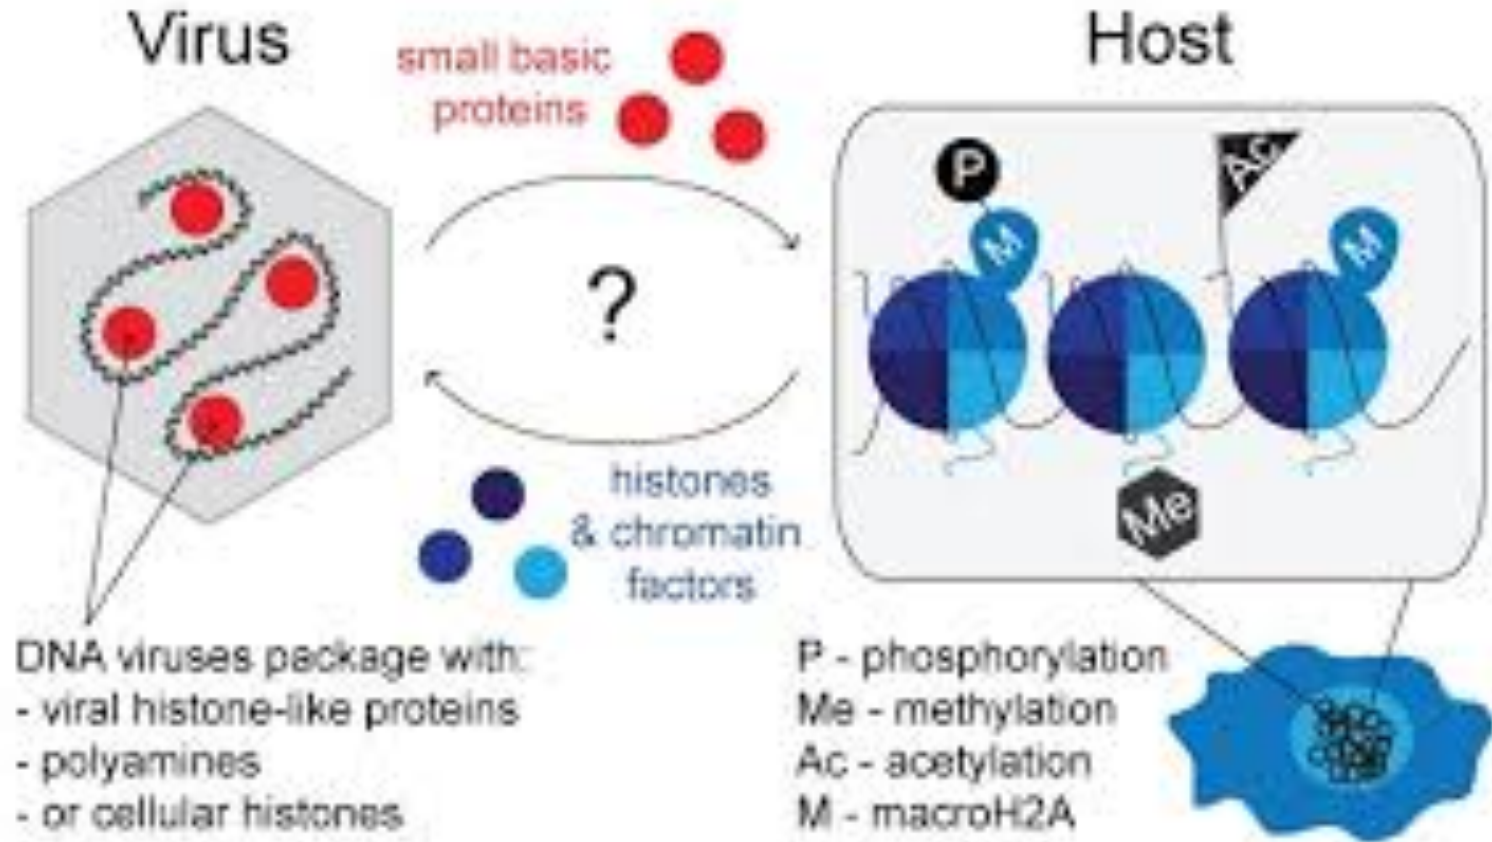 Virus
small basic
proteins
Host
P
Ac
M
M
?
histones
& chromatin
factors
Me
DNA viruses package with:
- viral histone-like proteins
- polyamines
- or cellular histones
P - phosphorylation
Me - methylation
Ac - acetylation
M - macroH2A